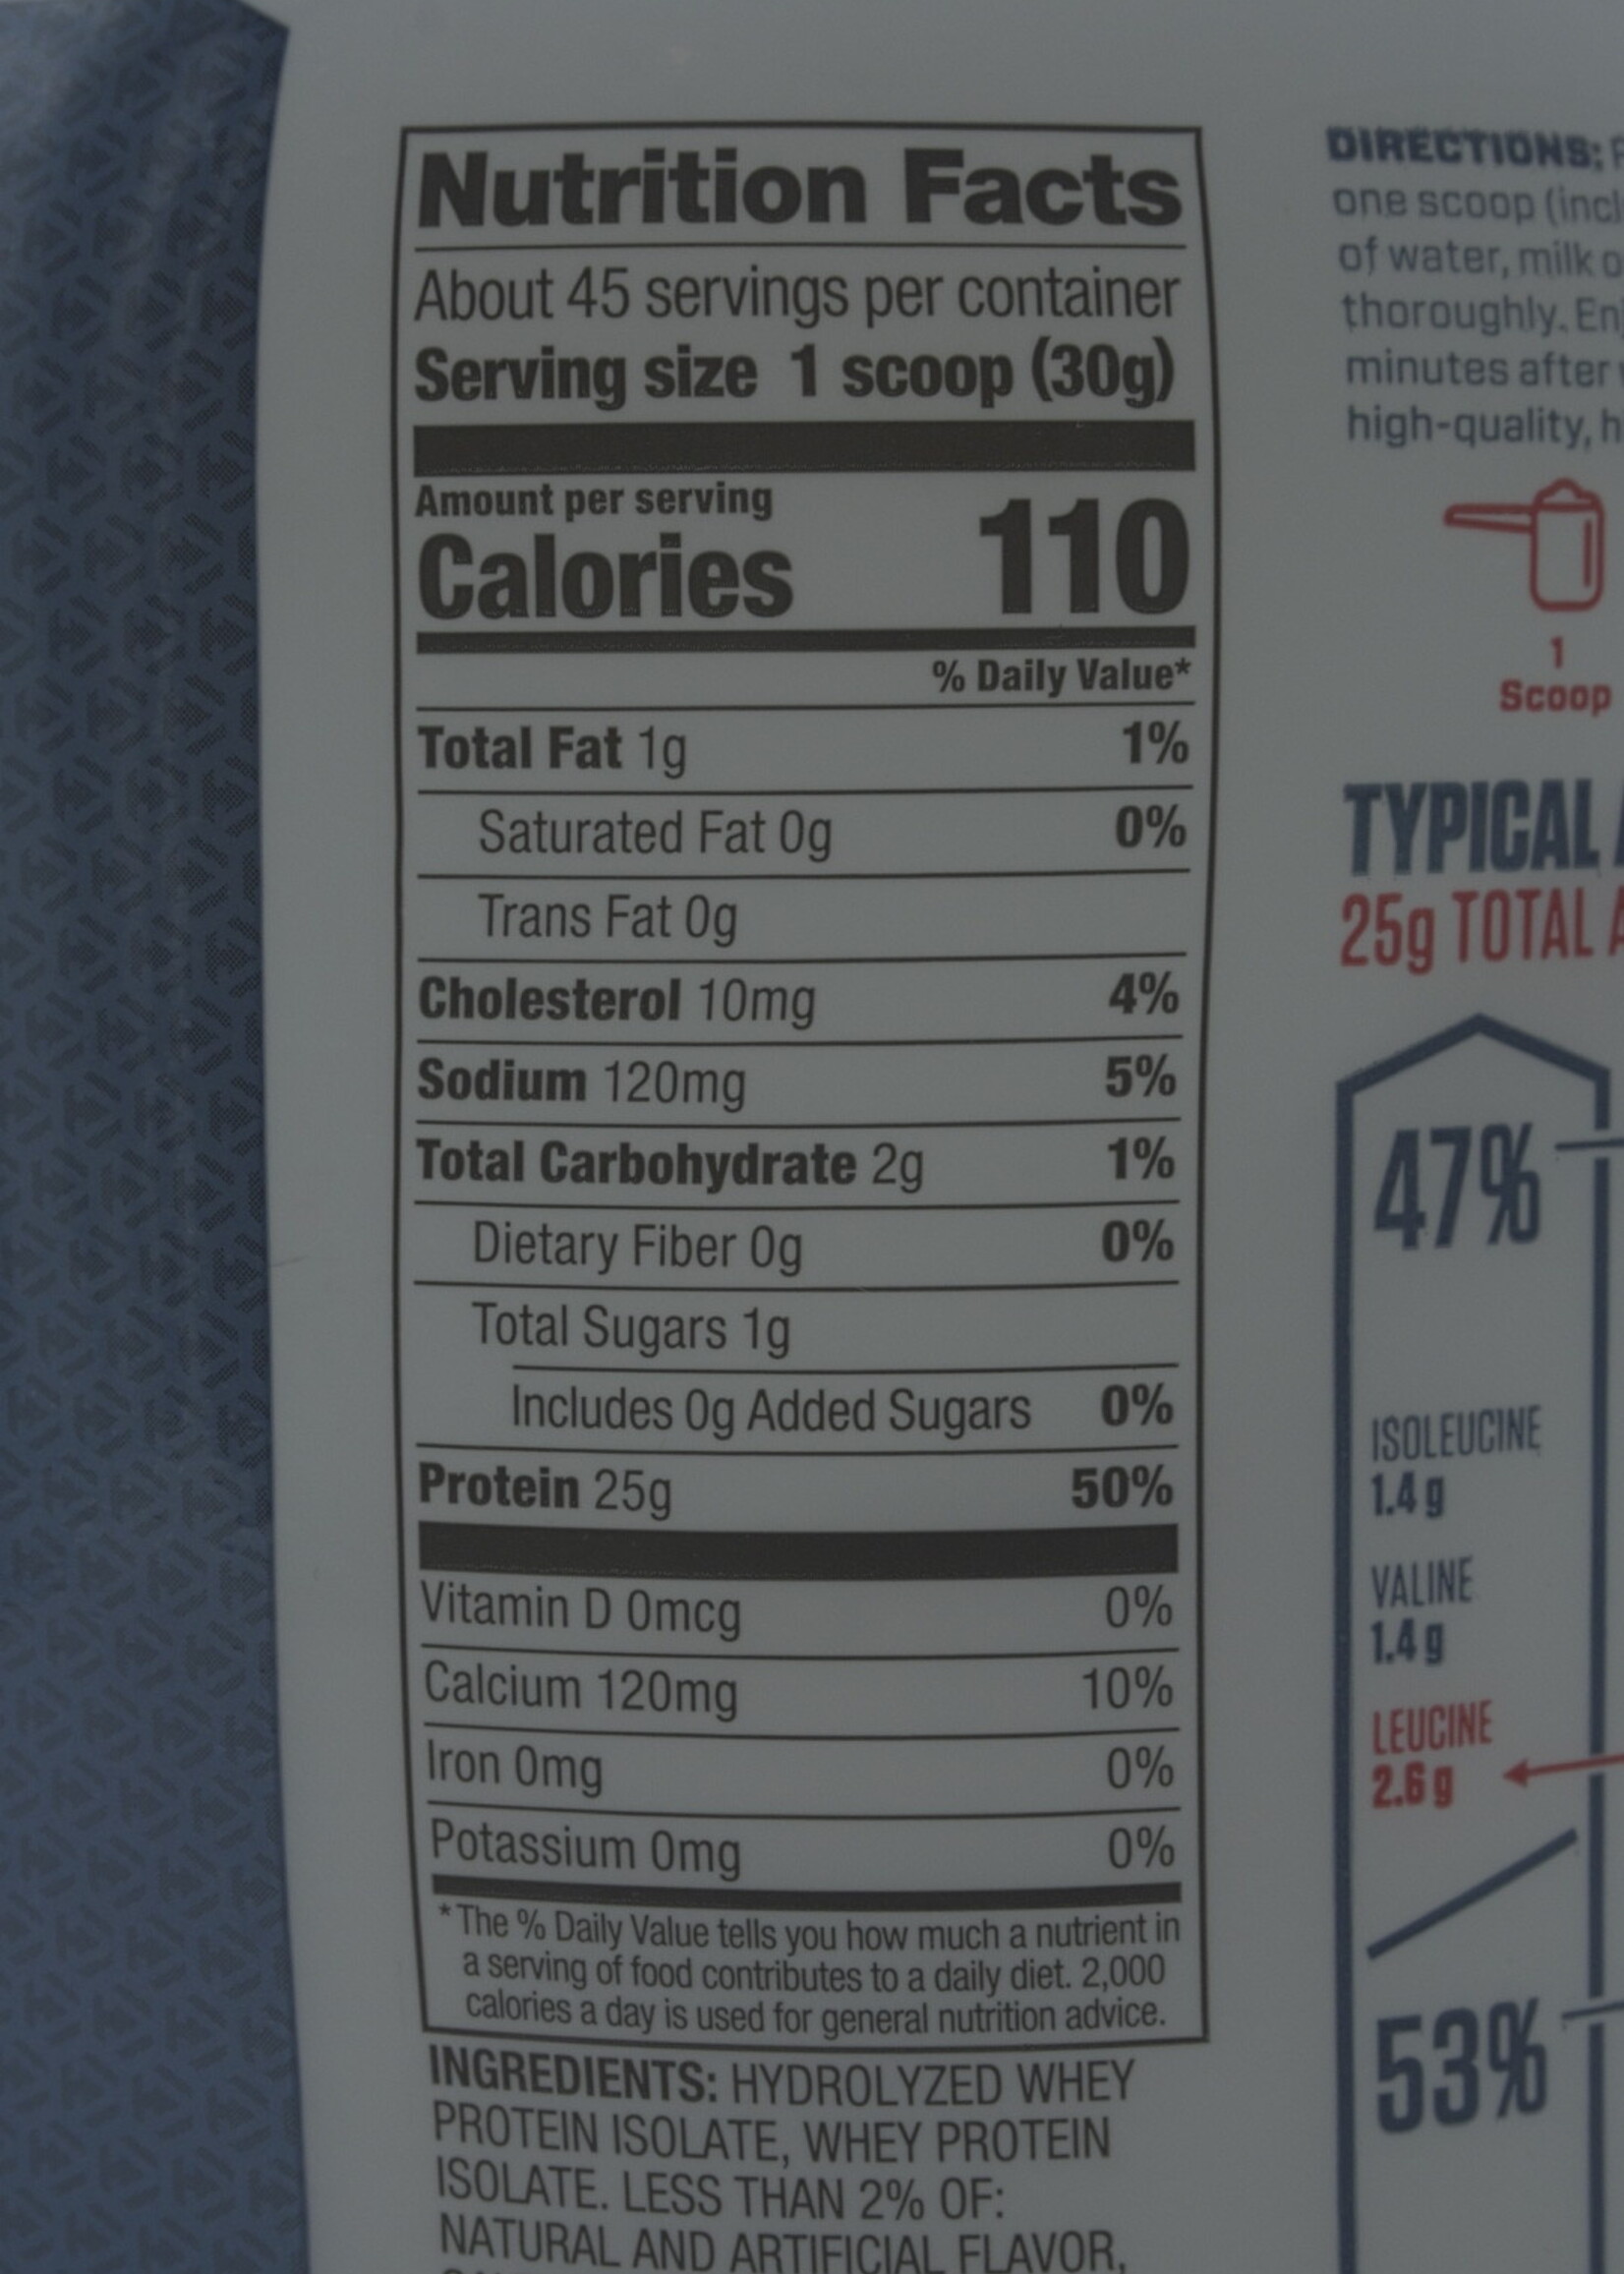 Nutrition Facts
About 45 servings per container
Serving size 1 scoop (30g)
Amount per serving
Calories 110
% Daily Value*
Total Fat 1g 1%
Saturated Fat 0g 0%
Trans Fat 0g
Cholesterol 10mg 4%
Sodium 120mg 5%
Total Carbohydrate 2g 1%
Dietary Fiber 0g 0%
Total Sugars 1g
Includes 0g Added Sugars 0%
Protein 25g 50%
Vitamin D 0mcg 0%
Calcium 120mg 10%
Iron 0mg 0%
Potassium 0mg 0%
*The % Daily Value tells you how much a nutrient in
a serving of food contributes to a daily diet. 2,000
calories a day is used for general nutrition advice.
INGREDIENTS: HYDROLYZED WHEY
PROTEIN ISOLATE, WHEY PROTEIN
ISOLATE. LESS THAN 2% OF:
NATURAL AND ARTIFICIAL FLAVOR,
DIRECTIONS:
one scoop
of water, milk
thoroughly.
minutes after
high-quality,
1
Scoop
TYPICAL
25g TOTAL
47%
ISOLEUCINE
1.4 g
VALINE
1.4 g
LEUCINE
2.6 g
53%